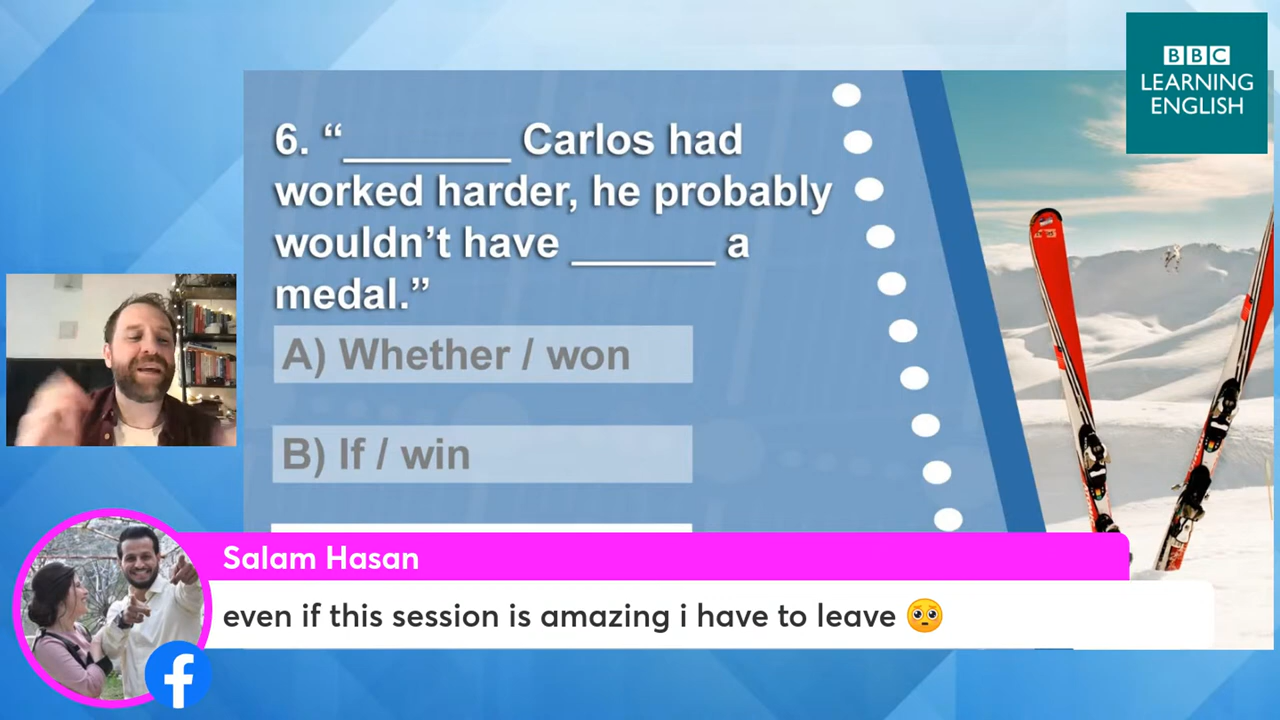 BBC
LEARNING
ENGLISH
6. “_______ Carlos had
worked harder, he probably
wouldn’t have ______ a
medal.”
A) Whether / won
B) If / win
Salam Hasan
even if this session is amazing i have to leave 🥺